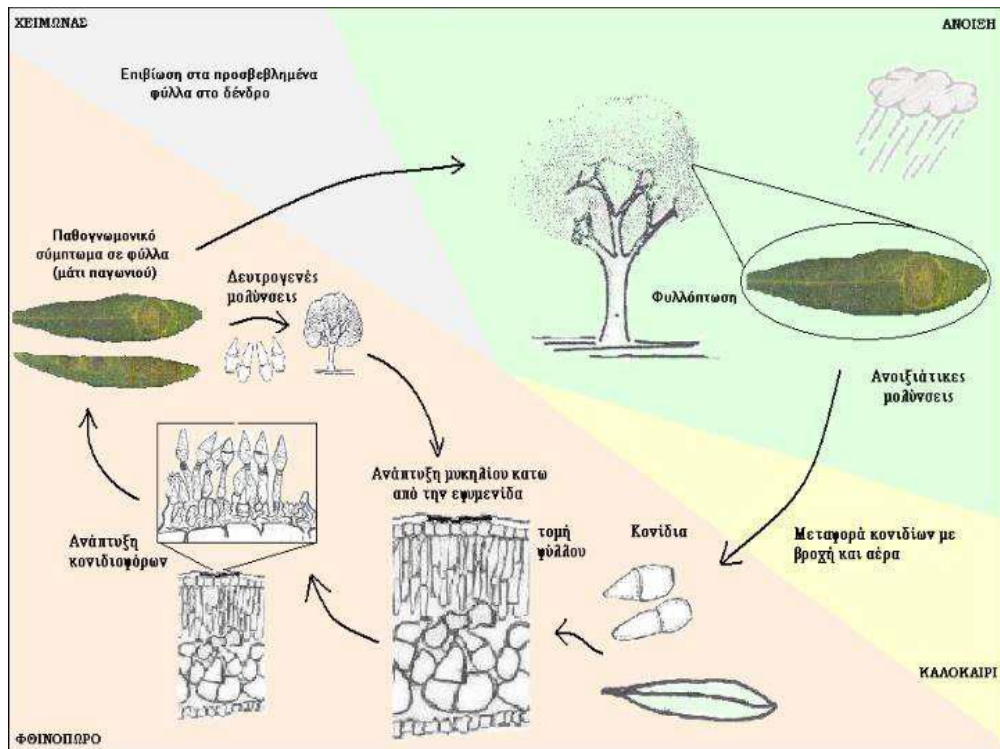 ΧΕΙΜΩΝΑΣ
ΑΝΟΙΞΗ
Επιβίωση στα προσβεβλημένα
φύλλα στο δένδρο
Παθογνωμονικό
σύμπτωμα σε φύλλα
(μάτι παγωνιού)
Δευτρογενές
μολύνσεις
Φυλλόπτωση
Ανοιξιάτικες
μολύνσεις
Ανάπτυξη μυκηλίου κατω
από την εφυμενίδα
τομή
φύλλου
Κονίδια
Μεταφορά κονιδίων με
βροχή και αέρα
Ανάπτυξη
κονιδιοφόρων
ΚΑΛΟΚΑΙΡΙ
ΦΘΙΝΟΠΩΡΟ